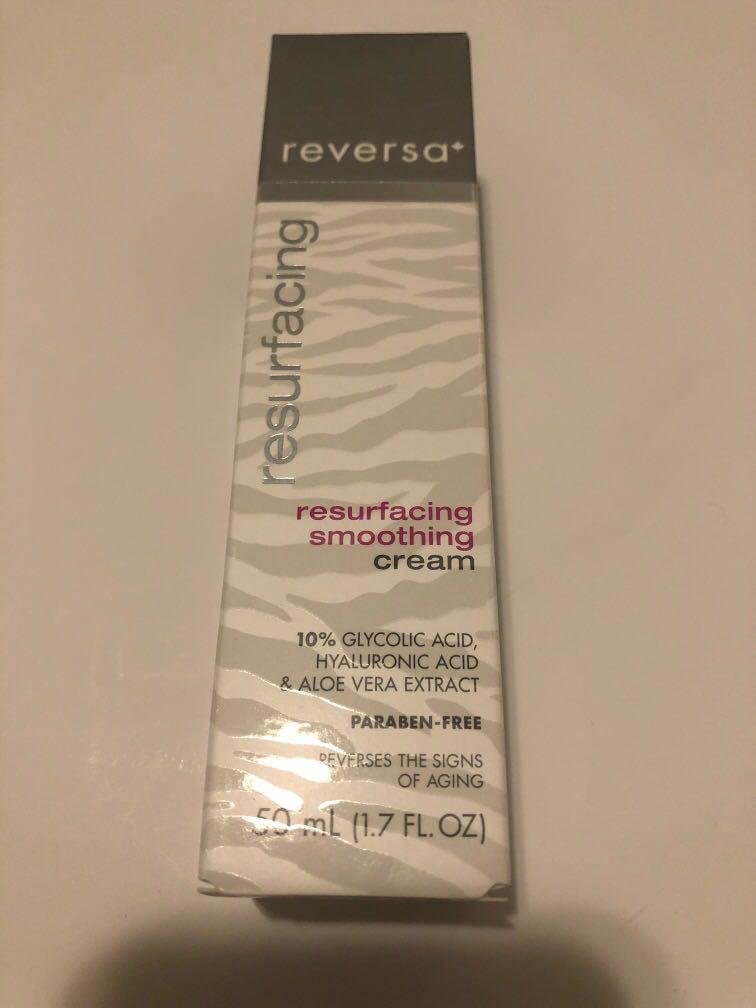 reversa
resurfacing
resurfacing
smoothing
cream
10% GLYCOLIC ACID,
HYALURONIC ACID
& ALOE VERA EXTRACT
PARABEN-FREE
REVERSES THE SIGNS
OF AGING
50 mL (1.7 FL. OZ)